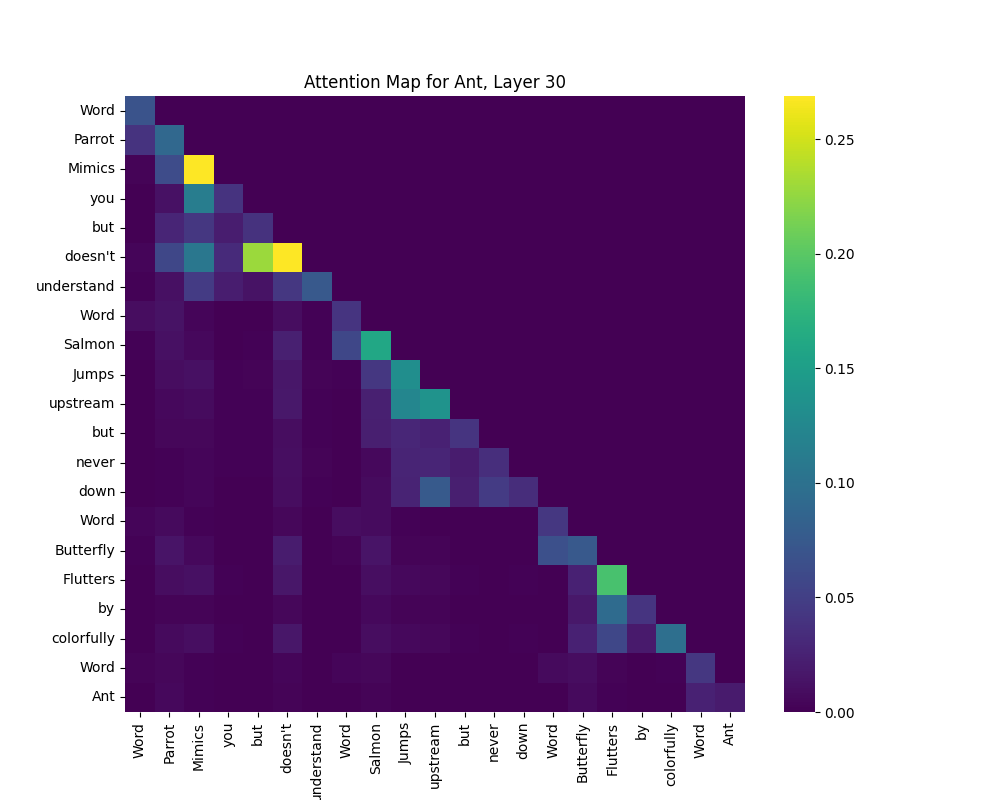 Attention Map for Ant, Layer 30
Word
Parrot
Mimics
you
but
doesn't
understand
Word
Salmon
Jumps
upstream
but
never
down
Word
Butterfly
Flutters
by
colorfully
Word
Ant
0.25
0.20
0.15
0.10
0.05
0.00
Word
Parrot
Mimics
you
but
doesn't
understand
Word
Salmon
Jumps
upstream
but
never
down
Word
Butterfly
Flutters
by
colorfully
Word
Ant